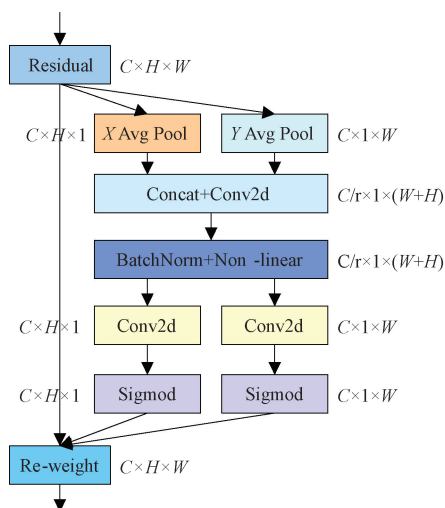 Residual C×H×W
C×H×1 X Avg Pool Y Avg Pool C×1×W
Concat+Conv2d C/r×1×(W+H)
BatchNorm+Non -linear C/r×1×(W+H)
C×H×1 Conv2d Conv2d C×1×W
C×H×1 Sigmod Sigmod C×1×W
Re-weight C×H×W